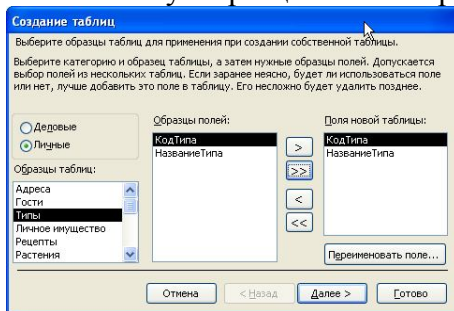 Создание таблиц
Выберите образцы таблиц для применения при создании собственной таблицы.
Выберите категорию и образец таблицы, а затем нужные образцы полей. Допускается
выбор полей из нескольких таблиц. Если заранее неясно, будет ли использоваться поле
или нет, лучше добавить это поле в таблицу. Его несложно будет удалить позднее.
Деловые
Личные
Образцы таблиц:
Адреса
Гости
Типы
Личное имущество
Рецепты
Растения
Образцы полей:
КодТипа
НазваниеТипа
>
>>
<
<<
Поля новой таблицы:
КодТипа
НазваниеТипа
Переименовать поле...
Отмена
< Назад
Далее >
Готово